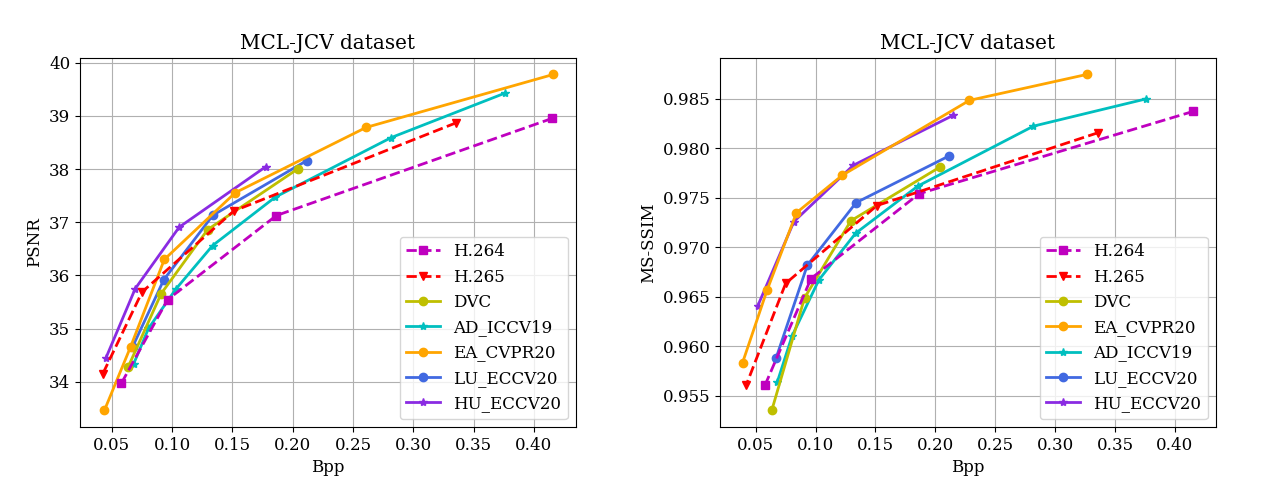 MCL-JCV dataset
PSNR
40
39
38
37
36
35
34
0.05 0.10 0.15 0.20 0.25 0.30 0.35 0.40
Bpp
H.264
H.265
DVC
AD_ICCV19
EA_CVPR20
LU_ECCV20
HU_ECCV20
MCL-JCV dataset
MS-SSIM
0.985
0.980
0.975
0.970
0.965
0.960
0.955
0.05 0.10 0.15 0.20 0.25 0.30 0.35 0.40
Bpp
H.264
H.265
DVC
EA_CVPR20
AD_ICCV19
LU_ECCV20
HU_ECCV20